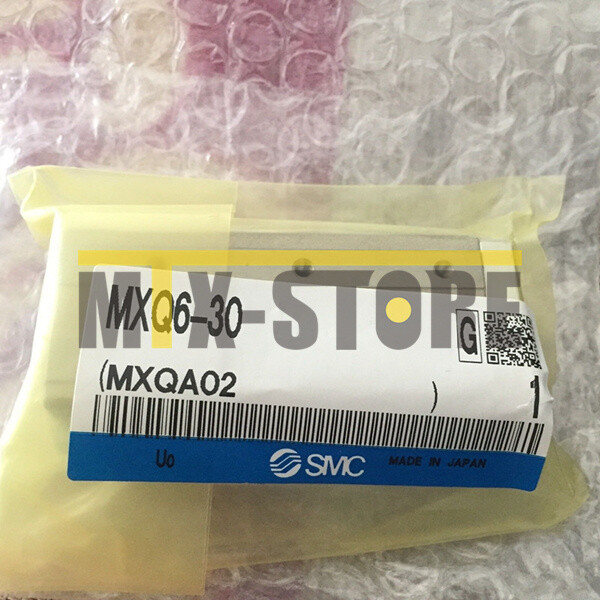 MIX-STORE
MXQ6-30
G
(MXQA02 )
1
Uo
SMC
MADE IN JAPAN